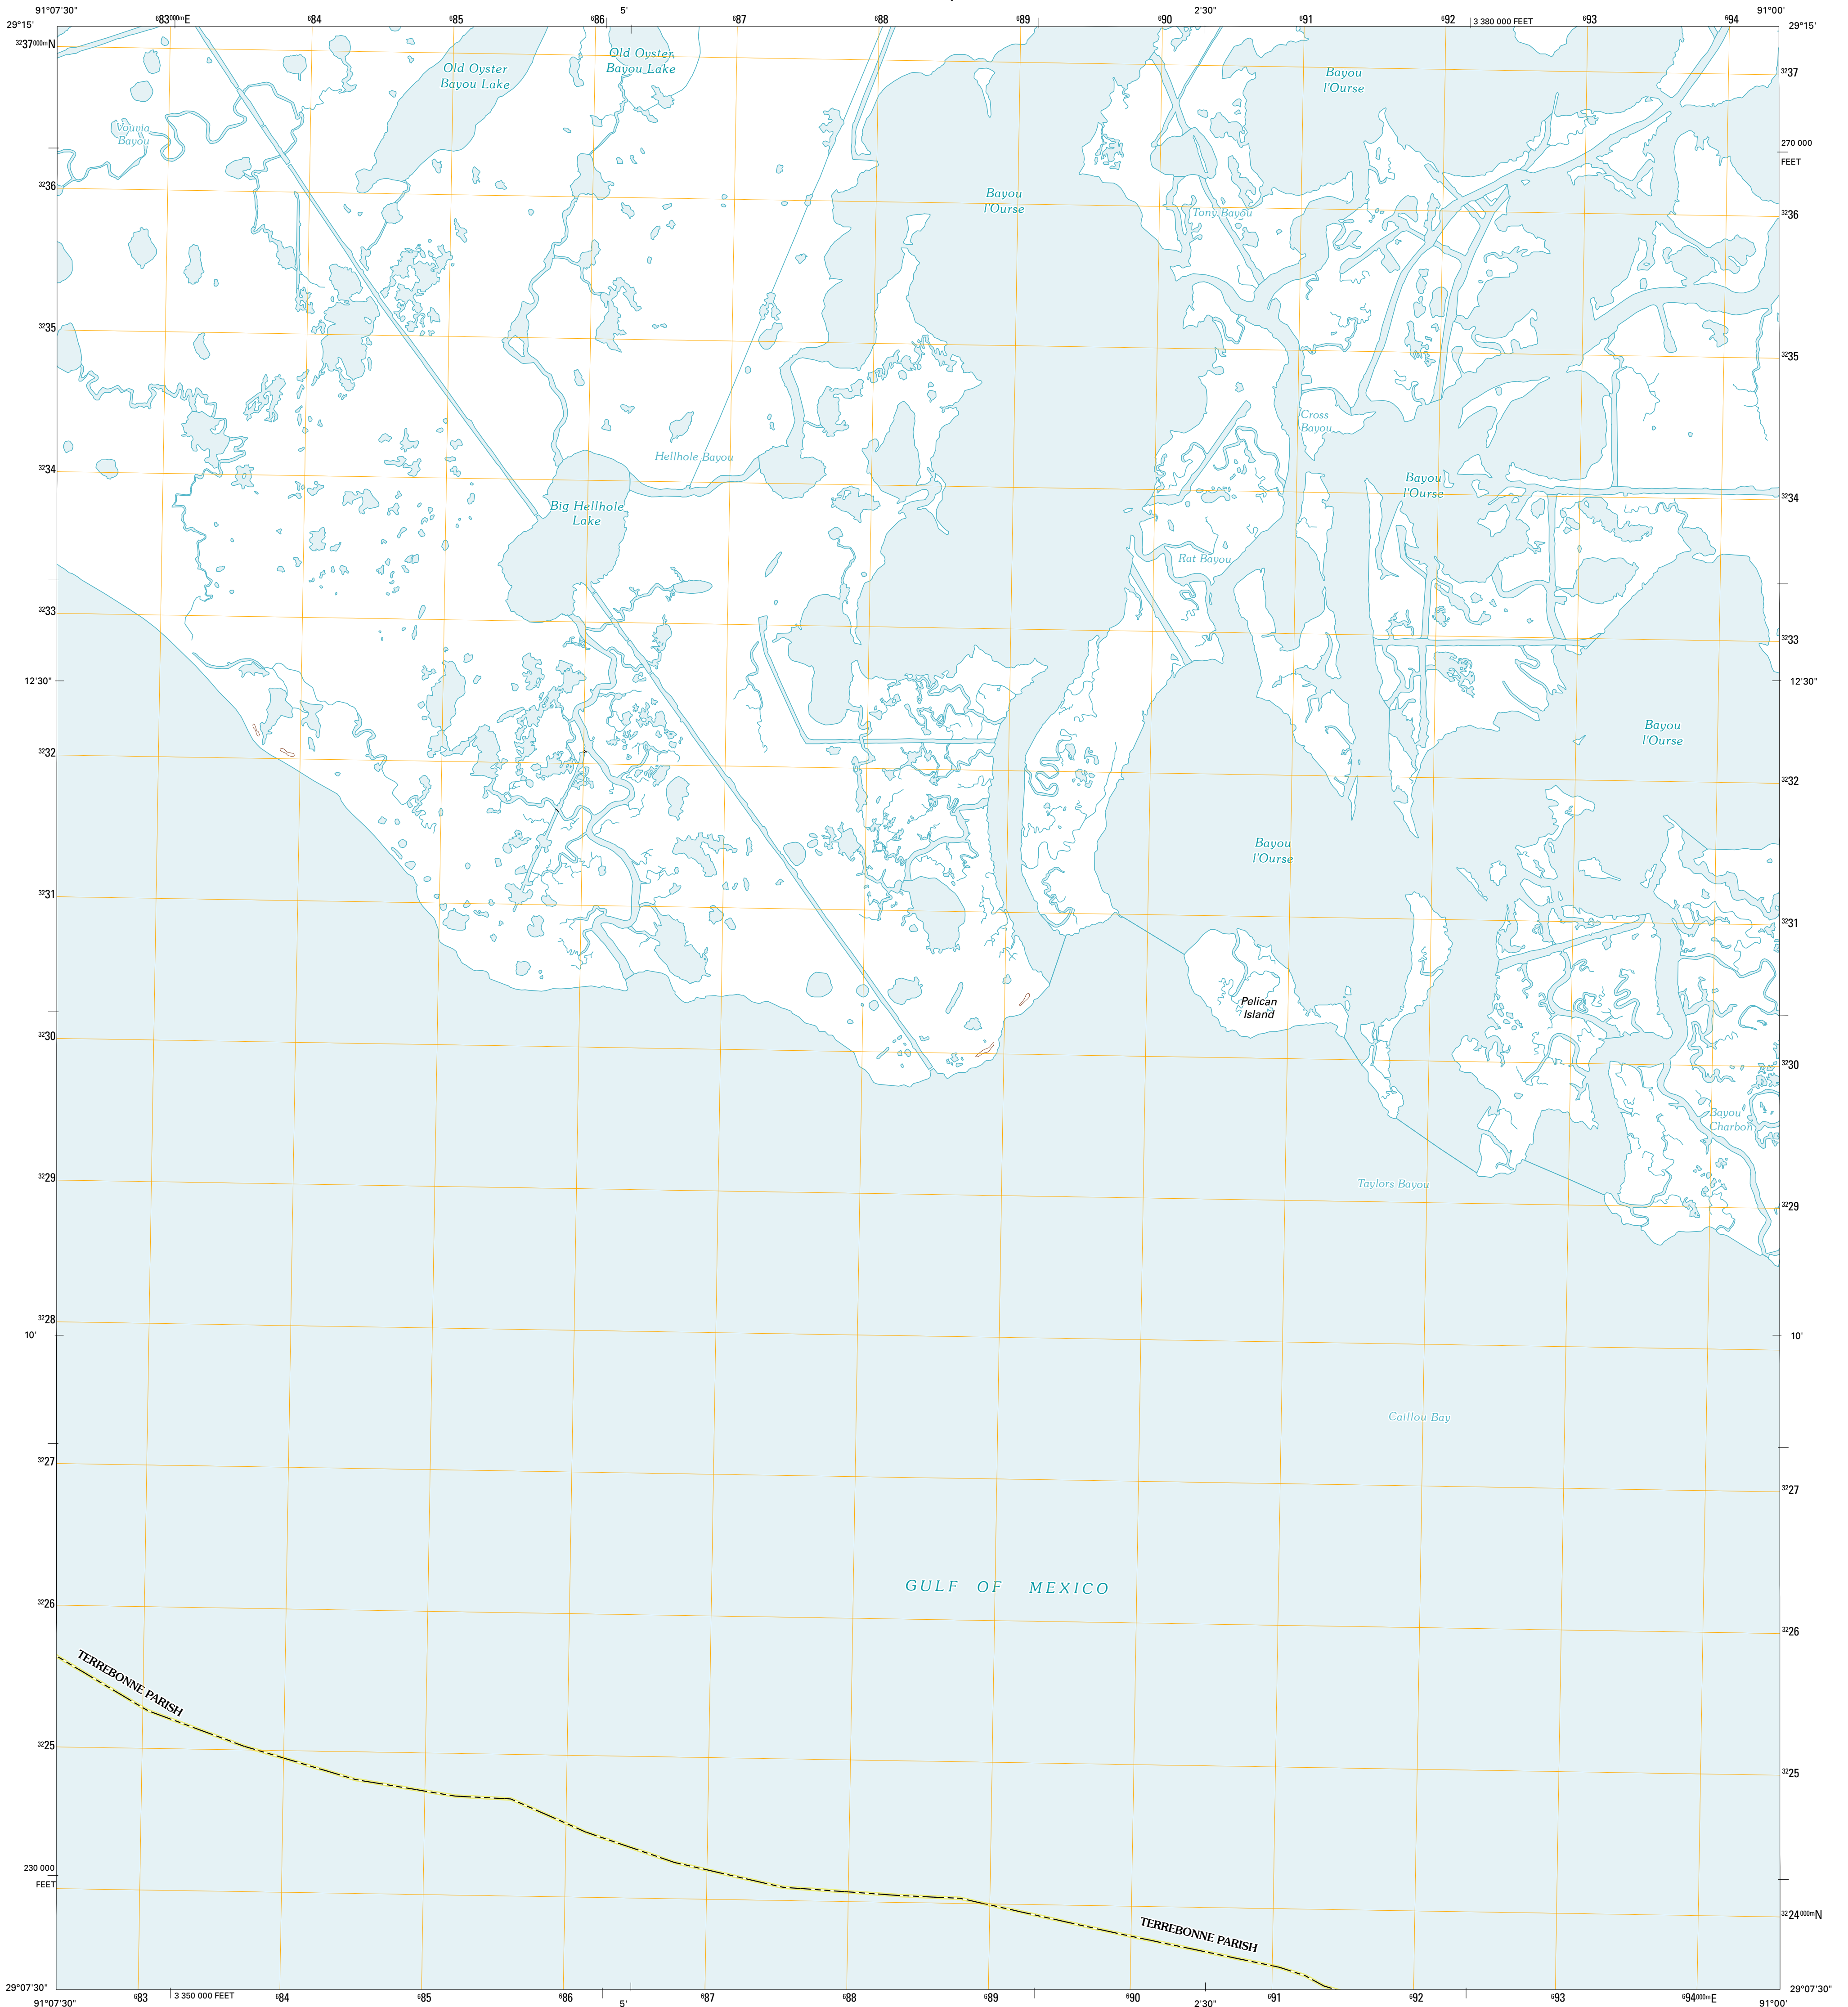 91°07'30"
⁶83⁰⁰⁰ᵐE
⁶84
⁶85
⁶86
5'
⁶87
⁶88
⁶89
⁶90
2'30"
⁶91
⁶92
3 380 000 FEET
⁶93
⁶94
91°00'
29°15'
29°15'
³²37⁰⁰⁰ᵐN
³²37
Old Oyster
Bayou Lake
Old Oyster
Bayou Lake
Bayou
l'Ourse
Vouvia
Bayou
270 000
FEET
³²36
³²36
Bayou
l'Ourse
Tony Bayou
³²35
³²35
Cross
Bayou
Hellhole Bayou
³²34
³²34
Bayou
l'Ourse
Big Hellhole
Lake
Rat Bayou
³²33
³²33
12'30"
12'30"
Bayou
l'Ourse
³²32
³²32
Bayou
l'Ourse
³²31
³²31
Pelican
Island
³²30
³²30
Bayou
Charbon
³²29
Taylors Bayou
³²29
³²28
10'
10'
Caillou Bay
³²27
³²27
GULF OF MEXICO
³²26
³²26
TERREBONNE PARISH
³²25
³²25
230 000
FEET
³²24⁰⁰⁰ᵐN
TERREBONNE PARISH
29°07'30"
29°07'30"
91°07'30"
⁶83
3 350 000 FEET
⁶84
⁶85
⁶86
5'
⁶87
⁶88
⁶89
⁶90
2'30"
⁶91
⁶92
⁶93
⁶94⁰⁰⁰ᵐE
91°00'